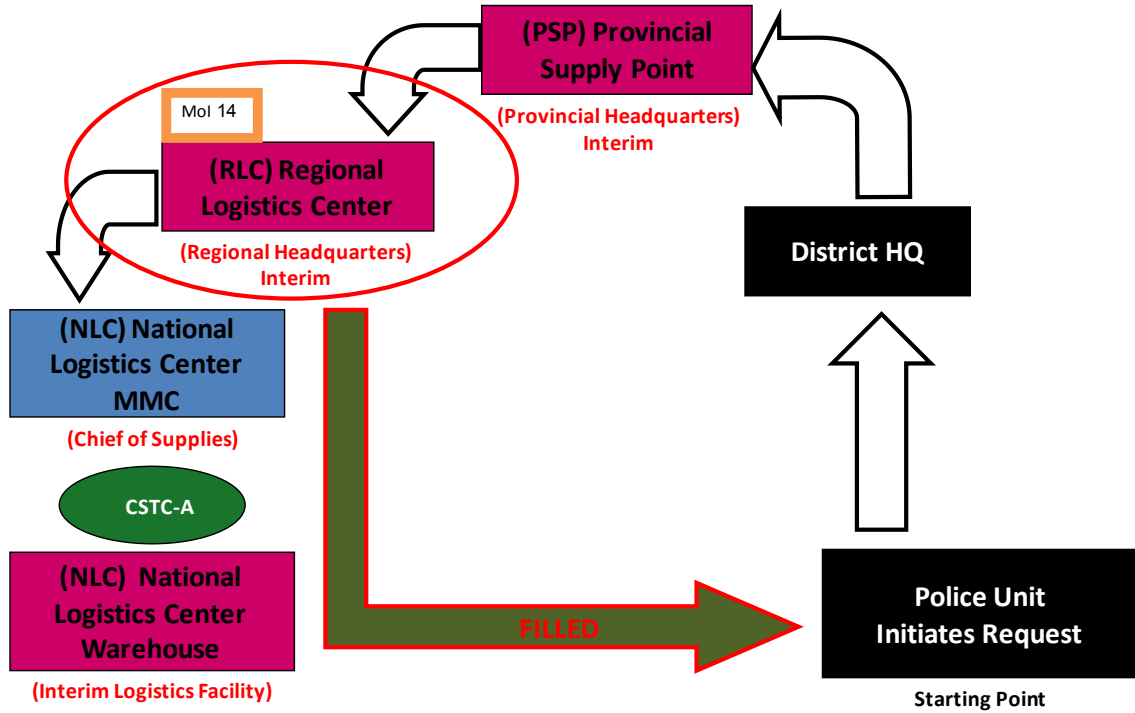 (PSP) Provincial
Supply Point
(Provincial Headquarters)
Interim
MoI 14
(RLC) Regional
Logistics Center
(Regional Headquarters)
Interim
District HQ
(NLC) National
Logistics Center
MMC
(Chief of Supplies)
CSTC-A
(NLC) National
Logistics Center
Warehouse
(Interim Logistics Facility)
FILLED
Police Unit
Initiates Request
Starting Point